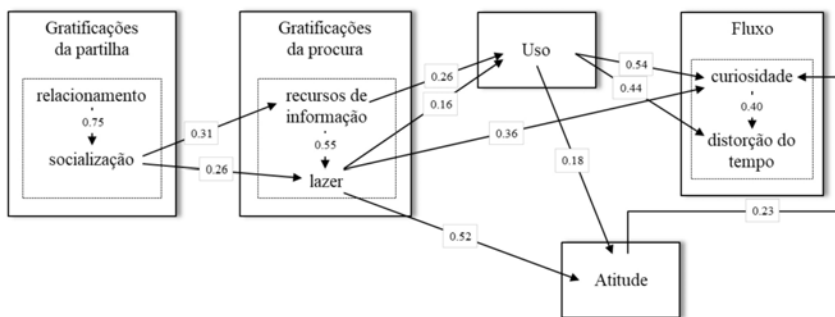 Gratificações
da partilha
relacionamento
0.75
socialização
0.31
0.26
Gratificações
da procura
recursos de
informação
0.55
lazer
0.26
0.16
0.36
0.52
Uso
0.54
0.44
0.18
Atitude
0.23
Fluxo
curiosidade
0.40
distorção do
tempo